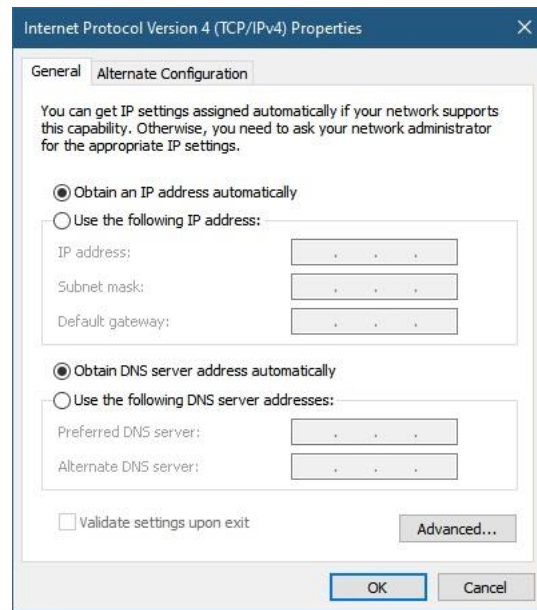 Internet Protocol Version 4 (TCP/IPv4) Properties
General
Alternate Configuration
You can get IP settings assigned automatically if your network supports
this capability. Otherwise, you need to ask your network administrator
for the appropriate IP settings.
Obtain an IP address automatically
Use the following IP address:
IP address:
Subnet mask:
Default gateway:
Obtain DNS server address automatically
Use the following DNS server addresses:
Preferred DNS server:
Alternate DNS server:
Validate settings upon exit
Advanced...
OK
Cancel